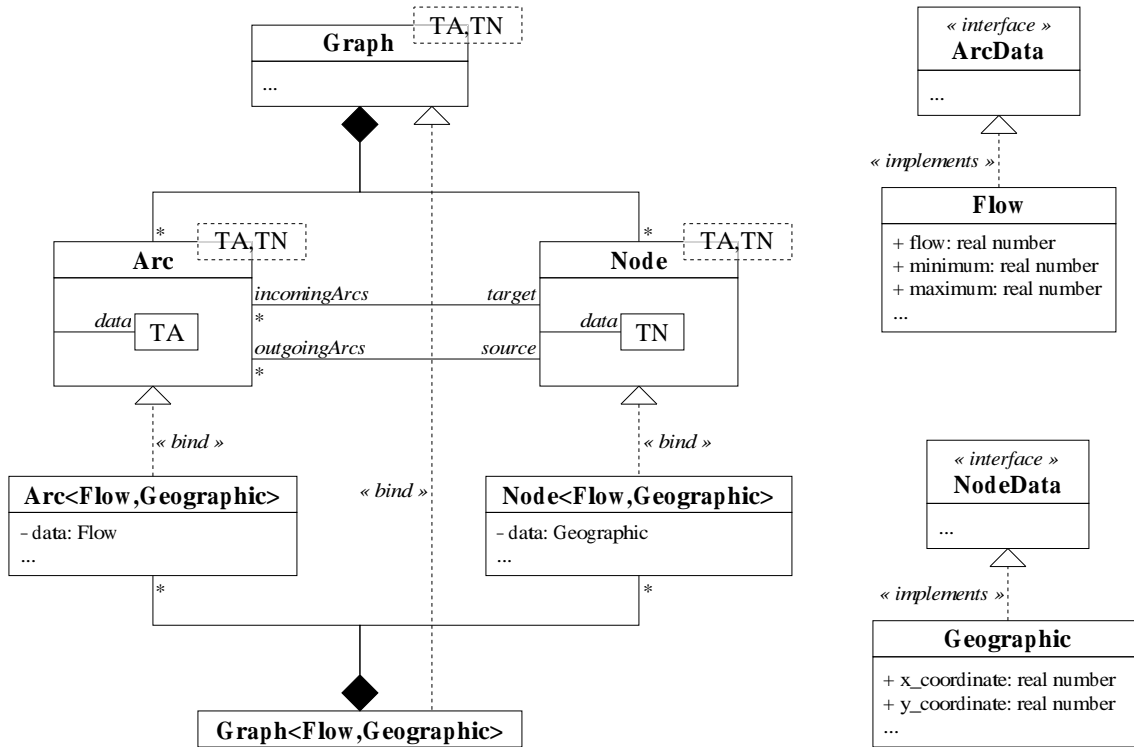 TA,TN
Graph
...
« interface »
ArcData
...
« implements »
Flow
+ flow: real number
+ minimum: real number
+ maximum: real number
...
* *
TA,TN
Arc
TA,TN
Node
incomingArcs target
*
data TA
data TN
outgoingArcs source
*
« bind »
« bind »
« bind »
Arc<Flow,Geographic>
- data: Flow
...
Node<Flow,Geographic>
- data: Geographic
...
* *
Graph<Flow,Geographic>
« interface »
NodeData
...
« implements »
Geographic
+ x_coordinate: real number
+ y_coordinate: real number
...